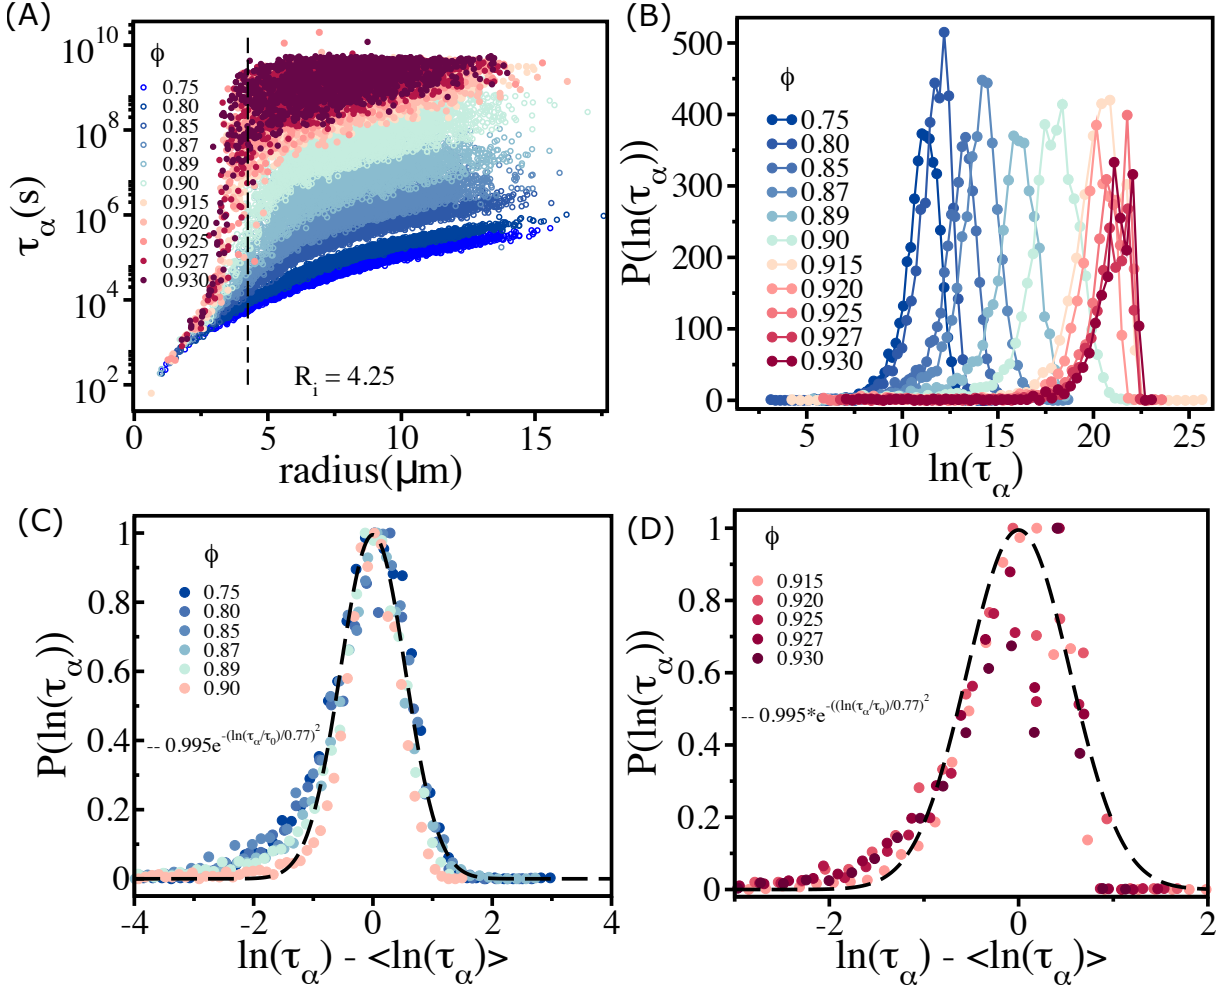 (A)
10^10
10^8
10^6
10^4
10^2
τ_α(s)
ϕ
0.75
0.80
0.85
0.87
0.89
0.90
0.915
0.920
0.925
0.927
0.930
R_i = 4.25
0 5 10 15
radius(μm)
(B)
500
400
300
200
100
0
P(ln(τ_α))
ϕ
0.75
0.80
0.85
0.87
0.89
0.90
0.915
0.920
0.925
0.927
0.930
5 10 15 20 25
ln(τ_α)
(C)
1
0.8
0.6
0.4
0.2
0
P(ln(τ_α))
ϕ
0.75
0.80
0.85
0.87
0.89
0.90
-- 0.995e^-(ln(τ_α/τ_0)/0.77)^2
-4 -2 0 2 4
ln(τ_α) - <ln(τ_α)>
(D)
1
0.8
0.6
0.4
0.2
0
P(ln(τ_α))
ϕ
0.915
0.920
0.925
0.927
0.930
-- 0.995*e^-((ln(τ_α/τ_0)/0.77)^2
-2 0 2
ln(τ_α) - <ln(τ_α)>